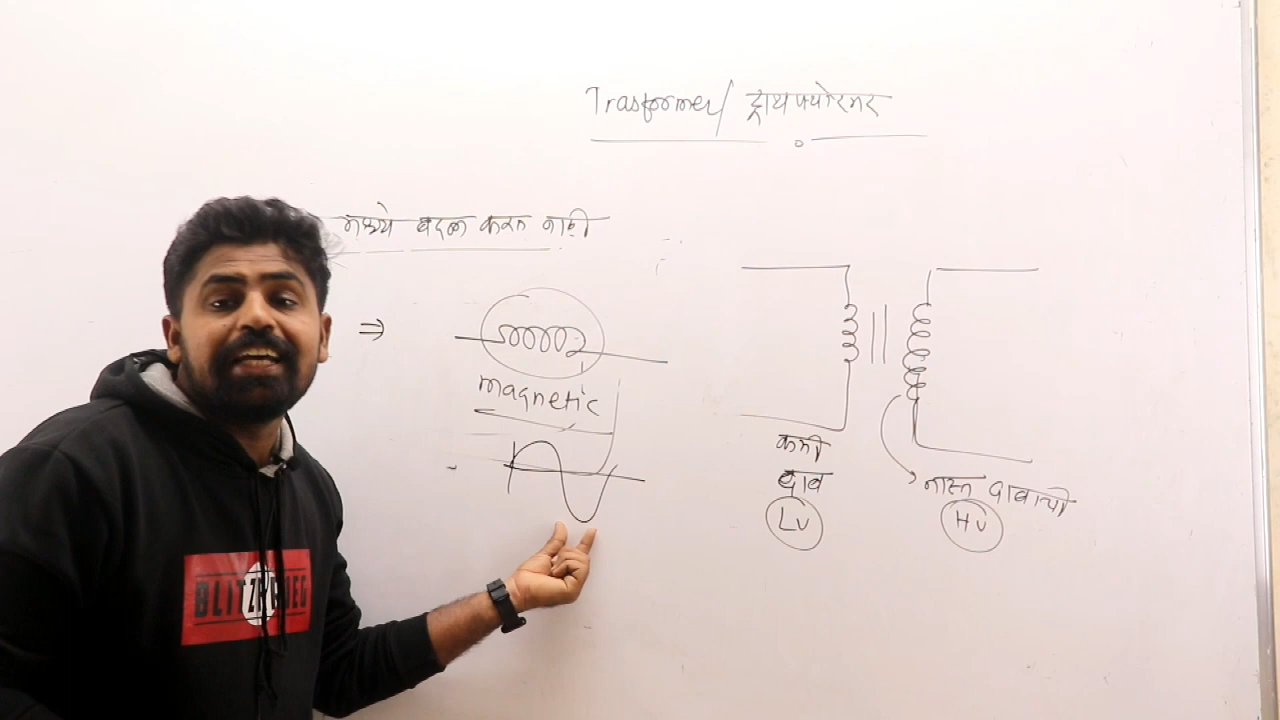 Trasformer/ ट्रायफ्योरमर
मध्ये बदल करत नाही
magnetic
कमी
दाब
LV
जास्त दाबाची
HV
BLITZKRIEG